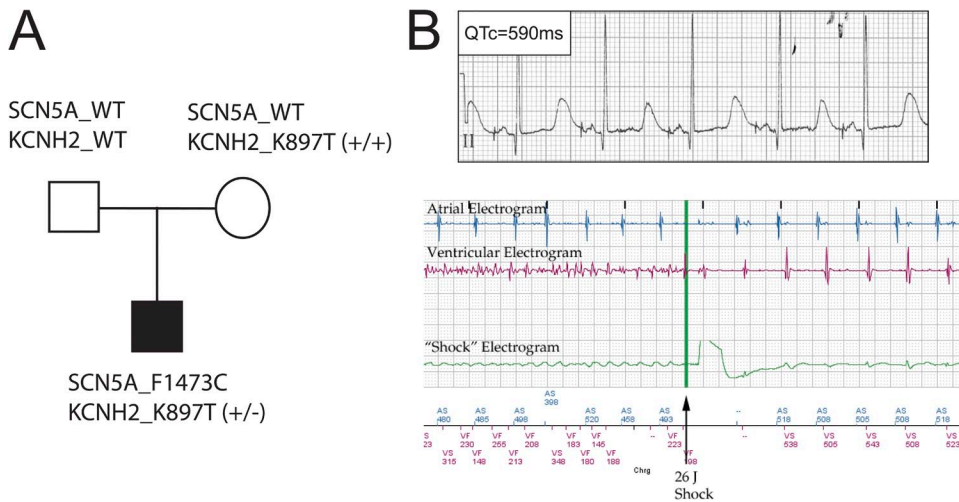 A
SCN5A_WT
KCNH2_WT
SCN5A_WT
KCNH2_K897T (+/+)
SCN5A_F1473C
KCNH2_K897T (+/-)
B
QTc=590ms
II
Atrial Electrogram
Ventricular Electrogram
"Shock" Electrogram
AS AS AS AS AS AS AS -- AS AS AS AS AS
480 485 498 398 520 458 493 518 508 505 508 518
S VF VF VF VF VF -- VF -- VS VS VS VS VS
23 230 255 208 183 145 223 538 505 543 508 523
VS VF VF VS VF VF VF
315 148 213 348 180 188 198
Chrg
26 J
Shock